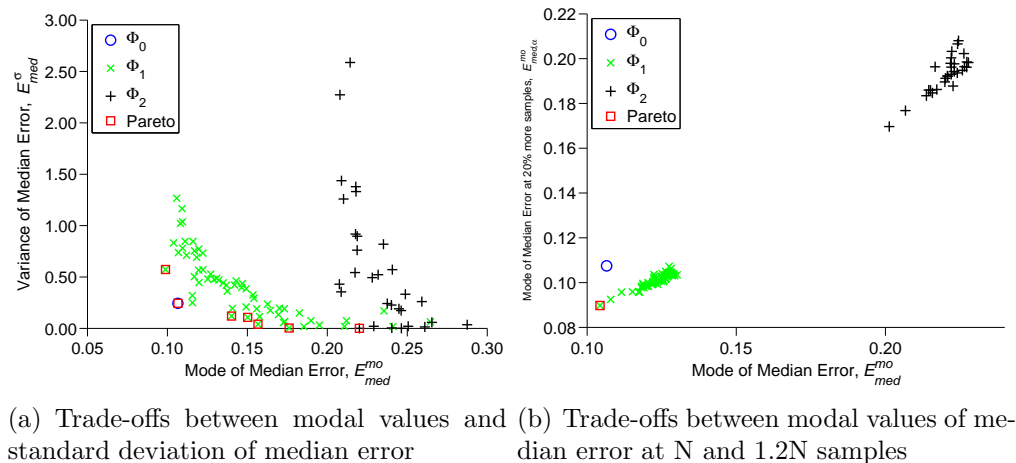 3.00
2.50
2.00
1.50
1.00
0.50
0.00
0.05
0.10
0.15
0.20
0.25
0.30
Variance of Median Error, E^σ_med
Mode of Median Error, E^mo_med
Φ0
Φ1
Φ2
Pareto
0.22
0.20
0.18
0.16
0.14
0.12
0.10
0.08
0.10
0.15
0.20
Mode of Median Error at 20% more samples, E^mo_med,α
Mode of Median Error, E^mo_med
Φ0
Φ1
Φ2
Pareto
(a) Trade-offs between modal values and
standard deviation of median error
(b) Trade-offs between modal values of me-
dian error at N and 1.2N samples